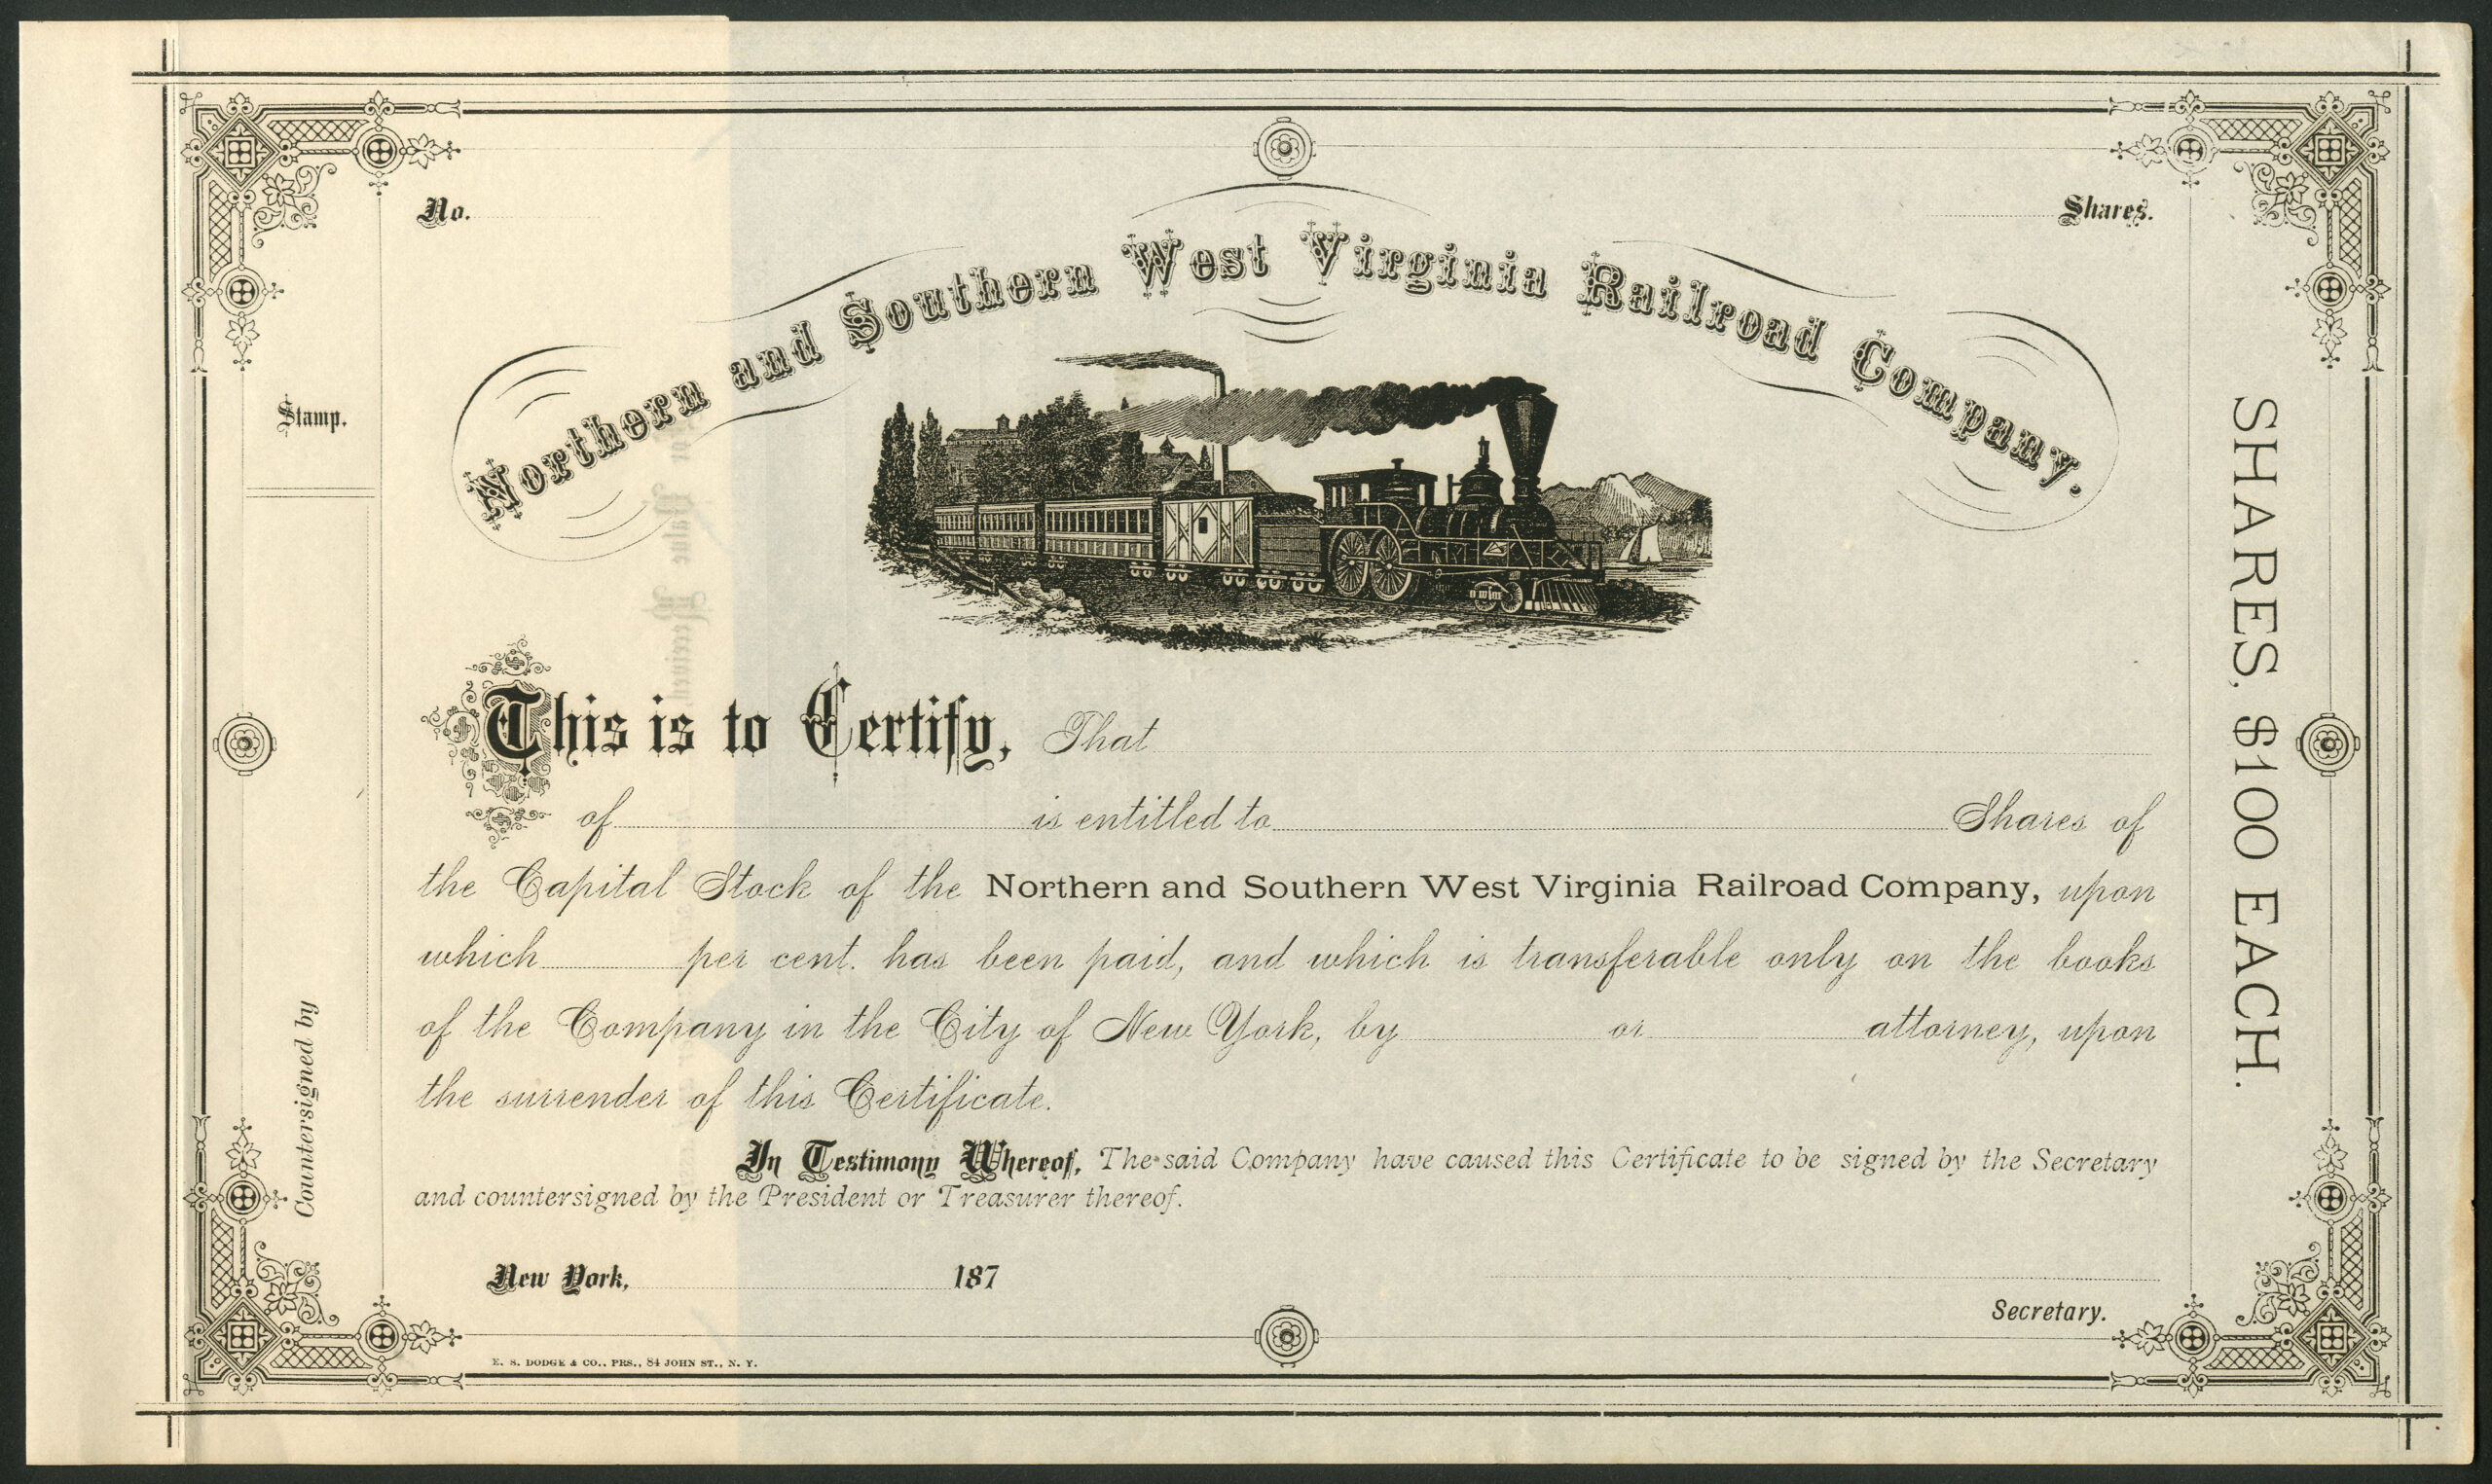 No. Shares.
Northern and Southern West Virginia Railroad Company.
Stamp.
This is to Certify, That
of is entitled to Shares of
the Capital Stock of the Northern and Southern West Virginia Railroad Company, upon
which per cent. has been paid, and which is transferable only on the books
of the Company in the City of New York, by or attorney, upon
the surrender of this Certificate.
In Testimony Whereof, The said Company have caused this Certificate to be signed by the Secretary
and countersigned by the President or Treasurer thereof.
New York, 187
Secretary.
E. S. DODGE & CO., PRS., 84 JOHN ST., N. Y.
Countersigned by
SHARES, $100 EACH.